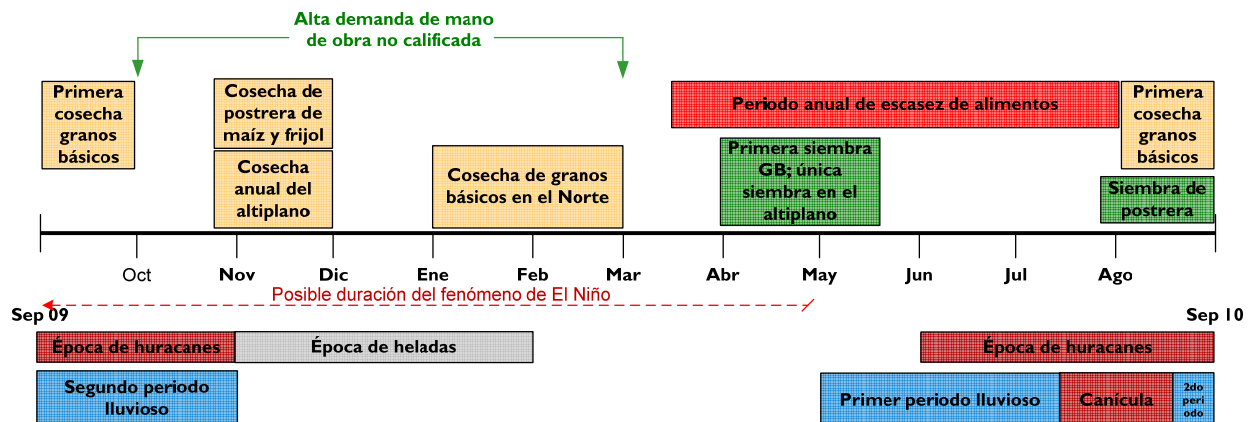 Alta demanda de mano
de obra no calificada
Primera
cosecha
granos
básicos
Cosecha de
postrera de
maíz y frijol
Cosecha
anual del
altiplano
Cosecha de granos
básicos en el Norte
Periodo anual de escasez de alimentos
Primera siembra
GB; única
siembra en el
altiplano
Primera
cosecha
granos
básicos
Siembra de
postrera
Oct Nov Dic Ene Feb Mar Abr May Jun Jul Ago
Posible duración del fenómeno de El Niño
Sep 09 Sep 10
Época de huracanes
Época de heladas
Época de huracanes
Segundo periodo
lluvioso
Primer periodo lluvioso
Canícula
2do
peri
odo